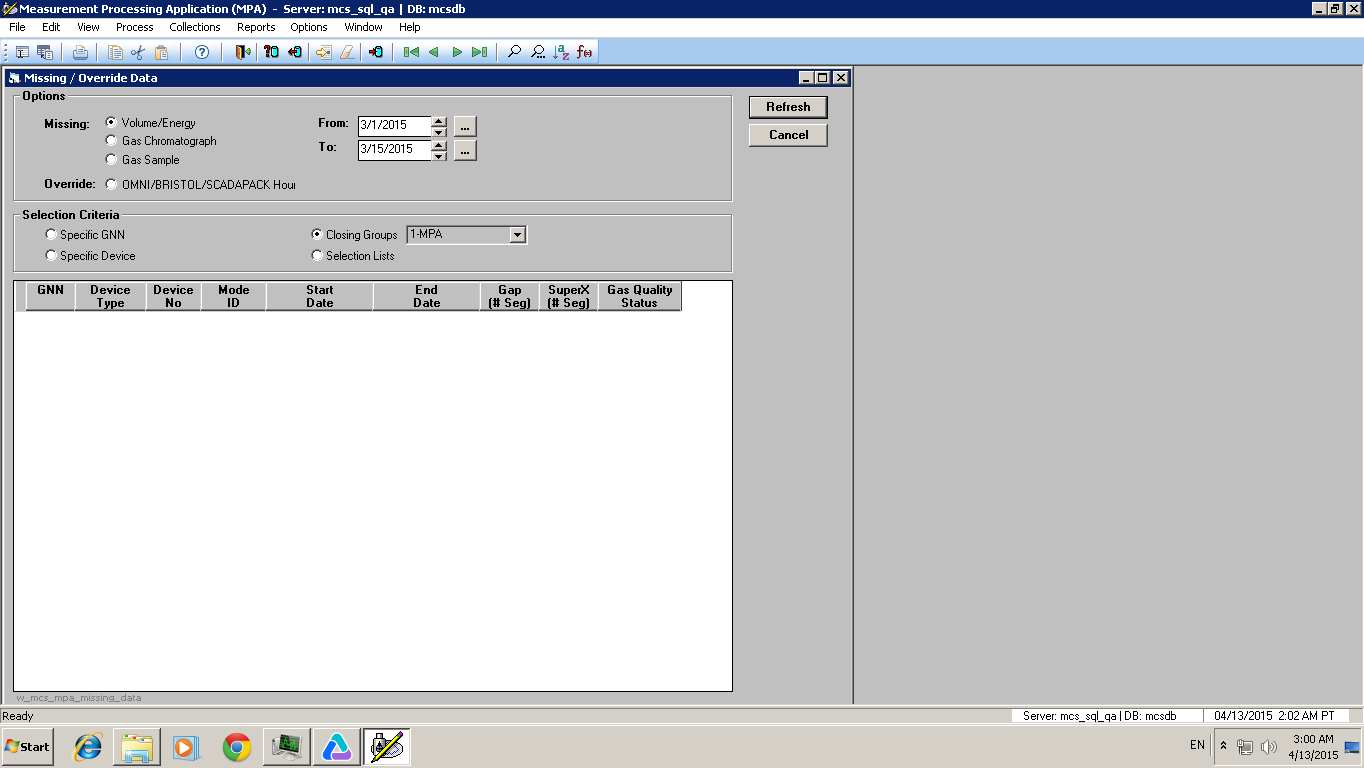 Measurement Processing Application (MPA) - Server: mcs_sql_qa | DB: mcsdb
File Edit View Process Collections Reports Options Window Help
Missing / Override Data
Options
Missing: Volume/Energy From: 3/1/2015 ... Refresh
Gas Chromatograph To: 3/15/2015 ... Cancel
Gas Sample
Override: OMNI/BRISTOL/SCADAPACK Hour
Selection Criteria
Specific GNN Closing Groups 1-MPA
Specific Device Selection Lists
GNN Device Device Mode Start End Gap SuperX Gas Quality
Type No ID Date Date (# Seg) (# Seg) Status
w_mcs_mpa_missing_data
Ready Server: mcs_sql_qa | DB: mcsdb 04/13/2015 2:02 AM PT
Start EN 3:00 AM
4/13/2015